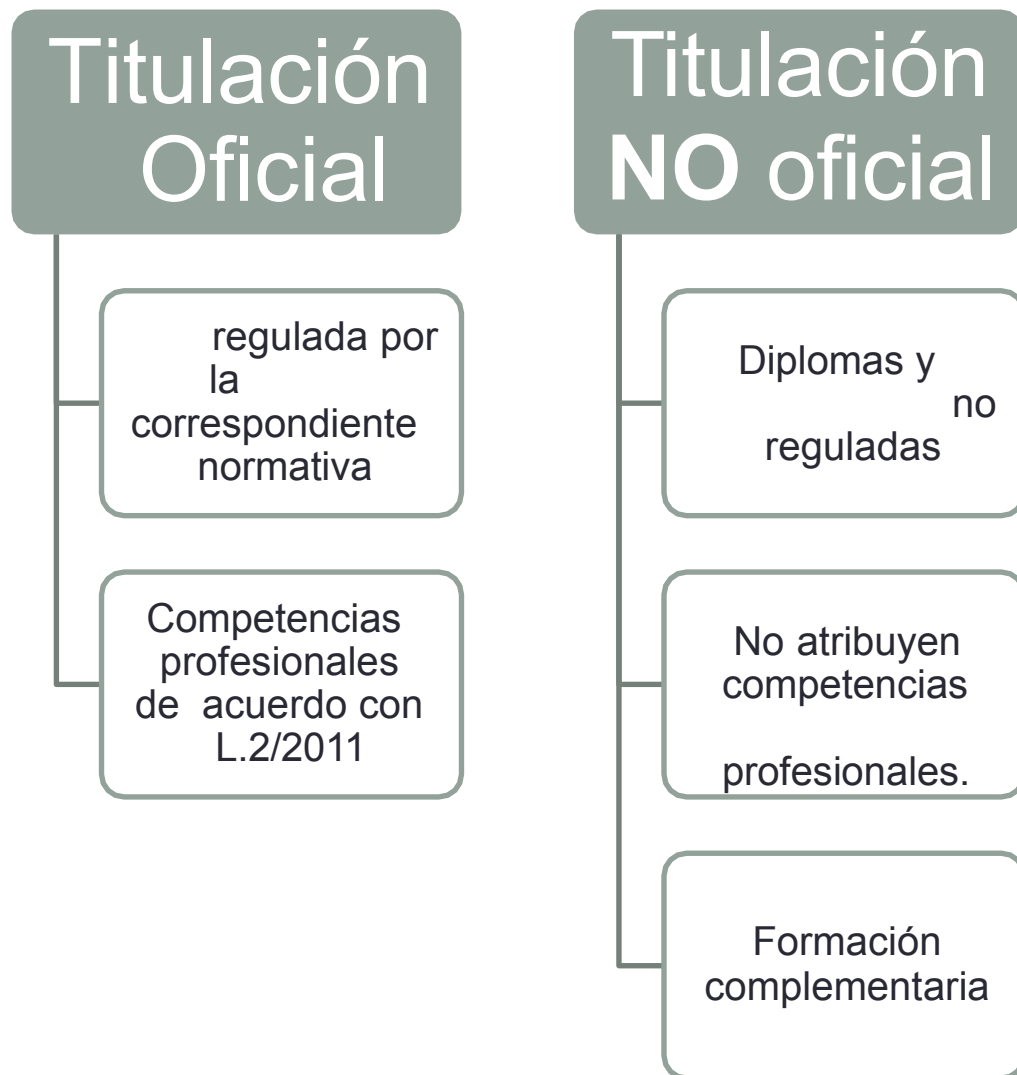 Titulación
Oficial
regulada por
la
correspondiente
normativa
Competencias
profesionales
de acuerdo con
L.2/2011
Titulación
NO oficial
Diplomas y
no
reguladas
No atribuyen
competencias
profesionales.
Formación
complementaria